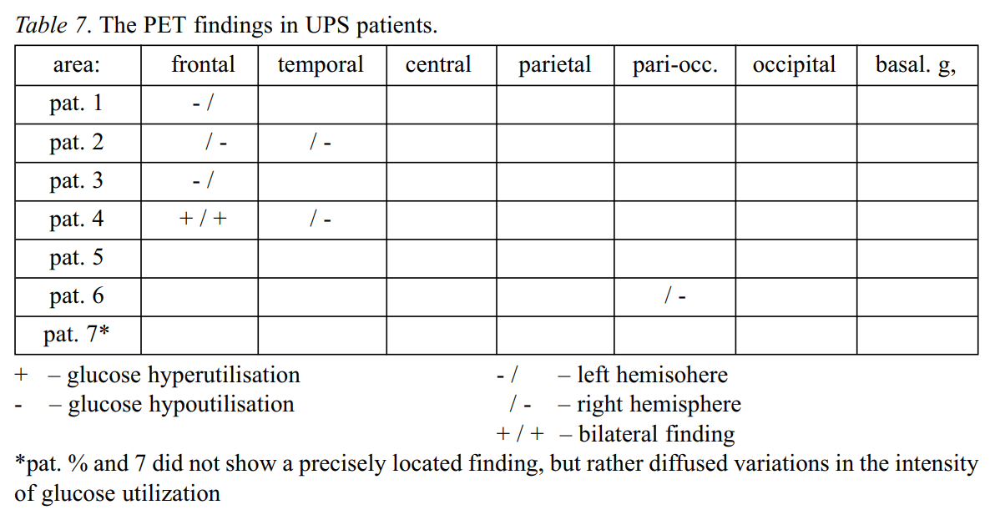 Table 7. The PET findings in UPS patients.
area: frontal temporal central parietal pari-occ. occipital basal. g,
pat. 1 - /
pat. 2 / - / -
pat. 3 - /
pat. 4 + / + / -
pat. 5
pat. 6 / -
pat. 7*
+ – glucose hyperutilisation - / – left hemisohere
- – glucose hypoutilisation / - – right hemisphere
+ / + – bilateral finding
*pat. % and 7 did not show a precisely located finding, but rather diffused variations in the intensity
of glucose utilization